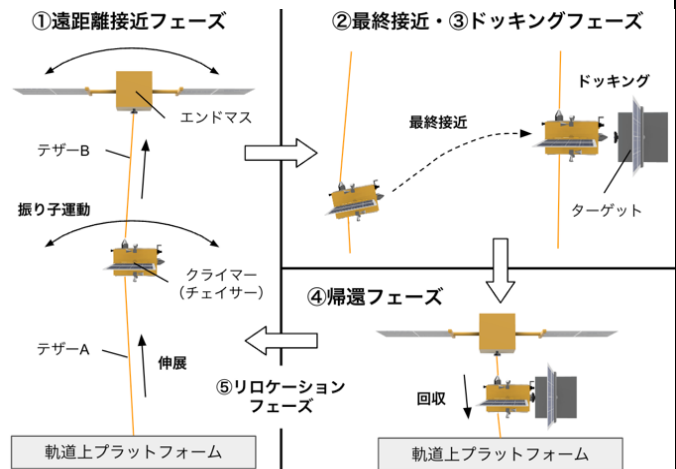 ①遠距離接近フェーズ
エンドマス
テザーB
振り子運動
クライマー
（チェイサー）
テザーA
伸展
軌道上プラットフォーム
②最終接近・③ドッキングフェーズ
ドッキング
最終接近
ターゲット
④帰還フェーズ
回収
軌道上プラットフォーム
⑤リロケーション
フェーズ